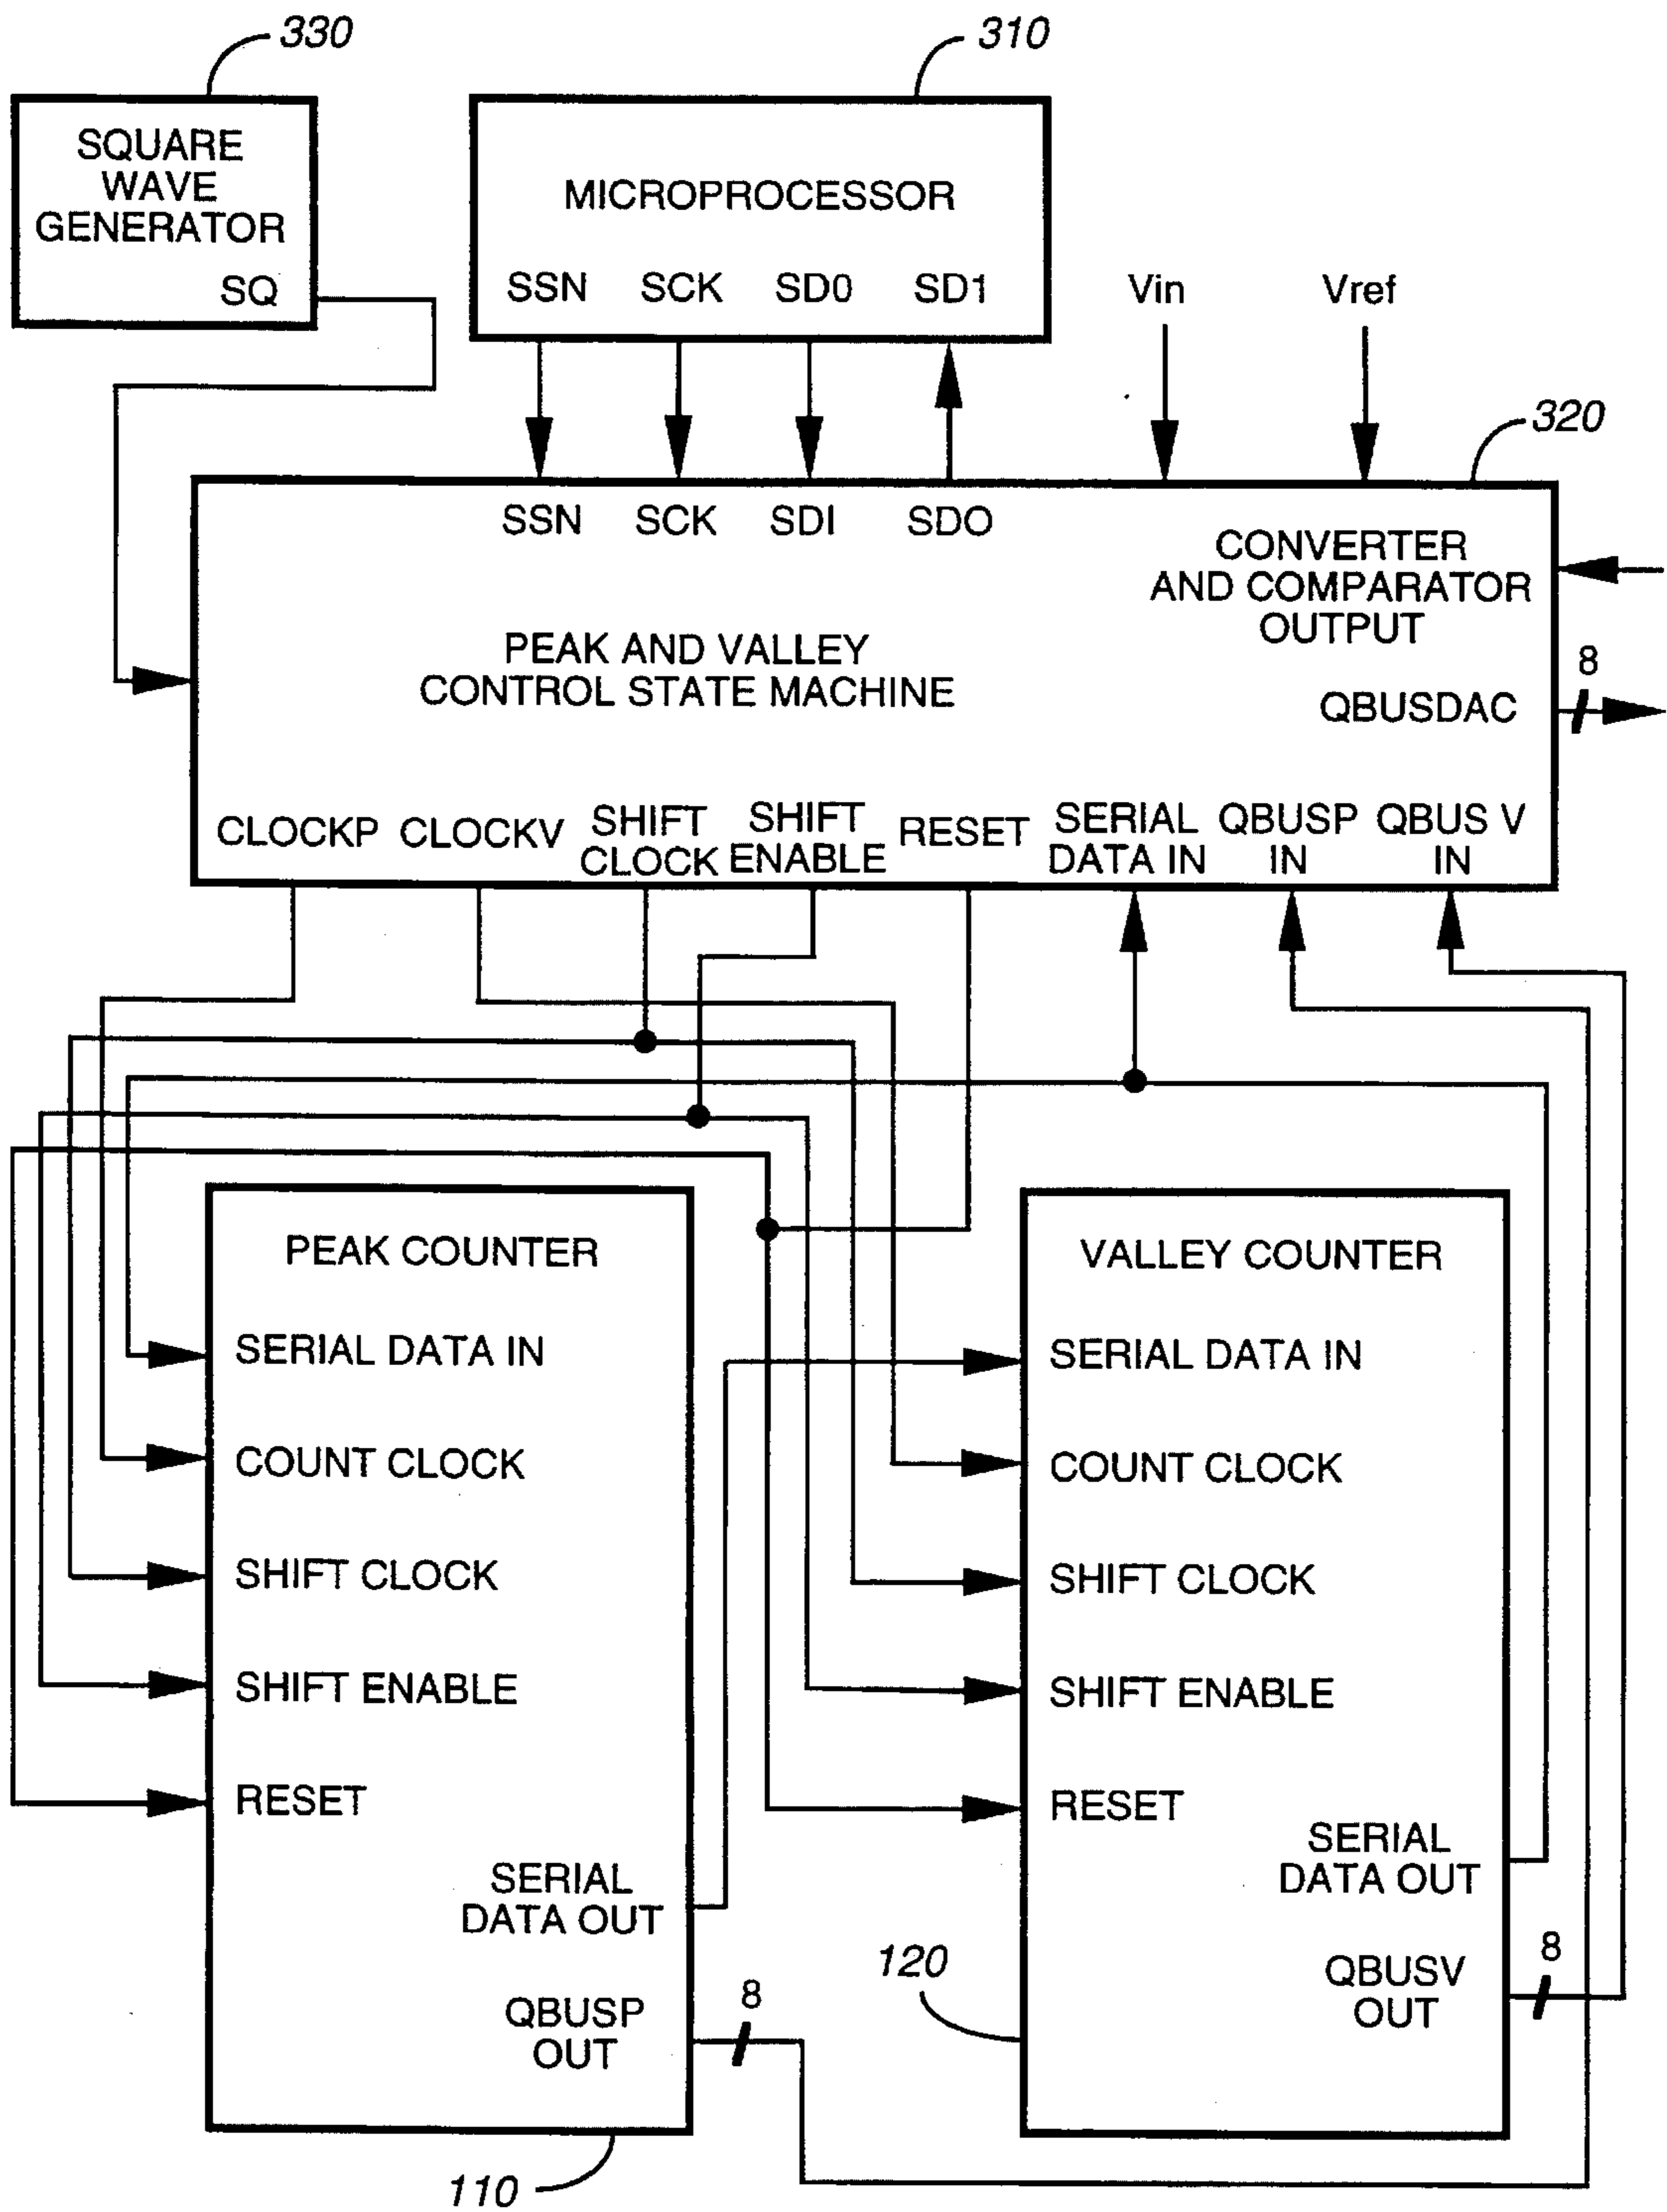 330
310
SQUARE
WAVE
GENERATOR
SQ
MICROPROCESSOR
SSN SCK SD0 SD1
Vin Vref
320
SSN SCK SDI SDO
CONVERTER
AND COMPARATOR
OUTPUT
PEAK AND VALLEY
CONTROL STATE MACHINE
8
QBUSDAC
CLOCKP
CLOCKV
SHIFT
CLOCK
SHIFT
ENABLE
RESET
SERIAL
DATA IN
QBUSP
IN
QBUS V
IN
PEAK COUNTER
SERIAL DATA IN
COUNT CLOCK
SHIFT CLOCK
SHIFT ENABLE
RESET
SERIAL
DATA OUT
QBUSP
OUT
8
110
VALLEY COUNTER
SERIAL DATA IN
COUNT CLOCK
SHIFT CLOCK
SHIFT ENABLE
RESET
SERIAL
DATA OUT
120
QBUSV
OUT
8